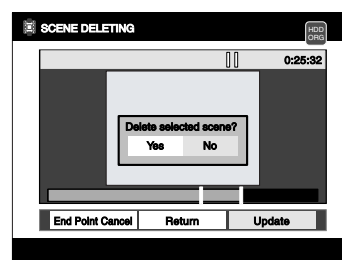 SCENE DELETING
HDD
ORG
0:25:32
Delete selected scene?
Yes No
End Point Cancel Return Update